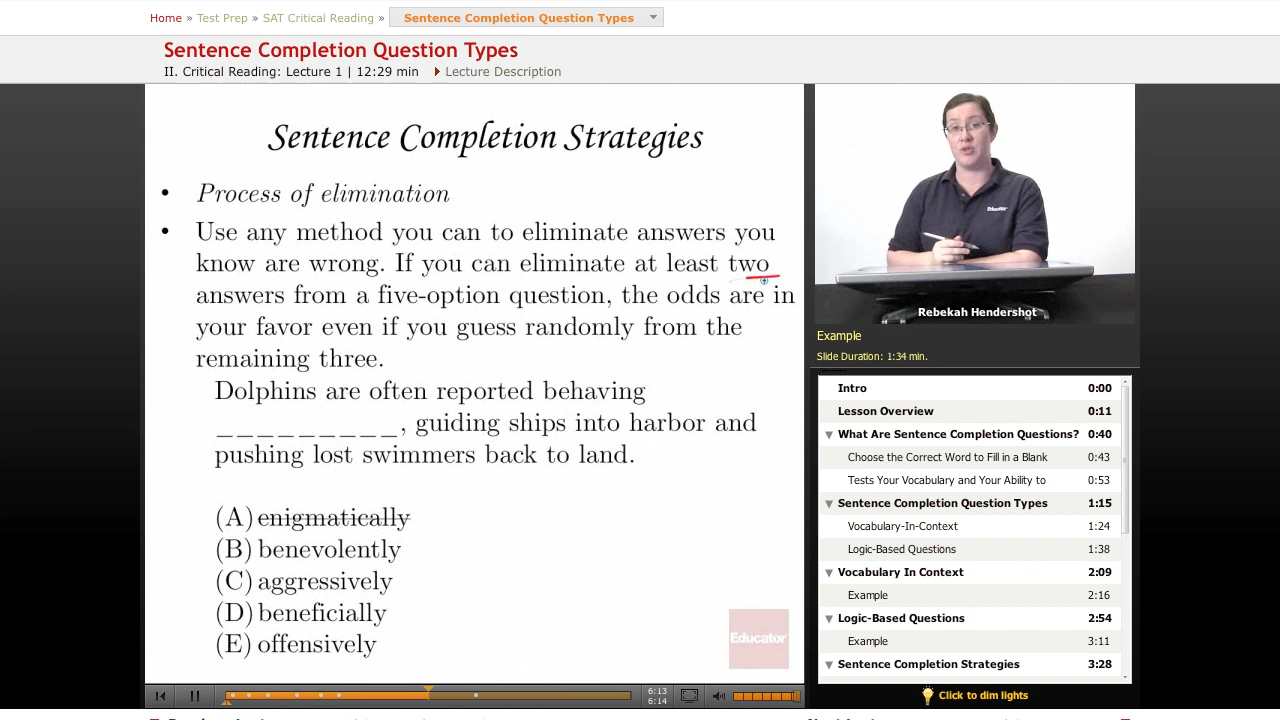 Home » Test Prep » SAT Critical Reading » Sentence Completion Question Types
Sentence Completion Question Types
II. Critical Reading: Lecture 1 | 12:29 min Lecture Description
Sentence Completion Strategies
• Process of elimination
• Use any method you can to eliminate answers you
know are wrong. If you can eliminate at least two
answers from a five-option question, the odds are in
your favor even if you guess randomly from the
remaining three.
Dolphins are often reported behaving
_________, guiding ships into harbor and
pushing lost swimmers back to land.
(A) enigmatically
(B) benevolently
(C) aggressively
(D) beneficially
(E) offensively
Educator
6:13
6:14
Educator
Rebekah Hendershot
Example
Slide Duration: 1:34 min.
Intro 0:00
Lesson Overview 0:11
What Are Sentence Completion Questions? 0:40
Choose the Correct Word to Fill in a Blank 0:43
Tests Your Vocabulary and Your Ability to 0:53
Sentence Completion Question Types 1:15
Vocabulary-In-Context 1:24
Logic-Based Questions 1:38
Vocabulary In Context 2:09
Example 2:16
Logic-Based Questions 2:54
Example 3:11
Sentence Completion Strategies 3:28
Click to dim lights